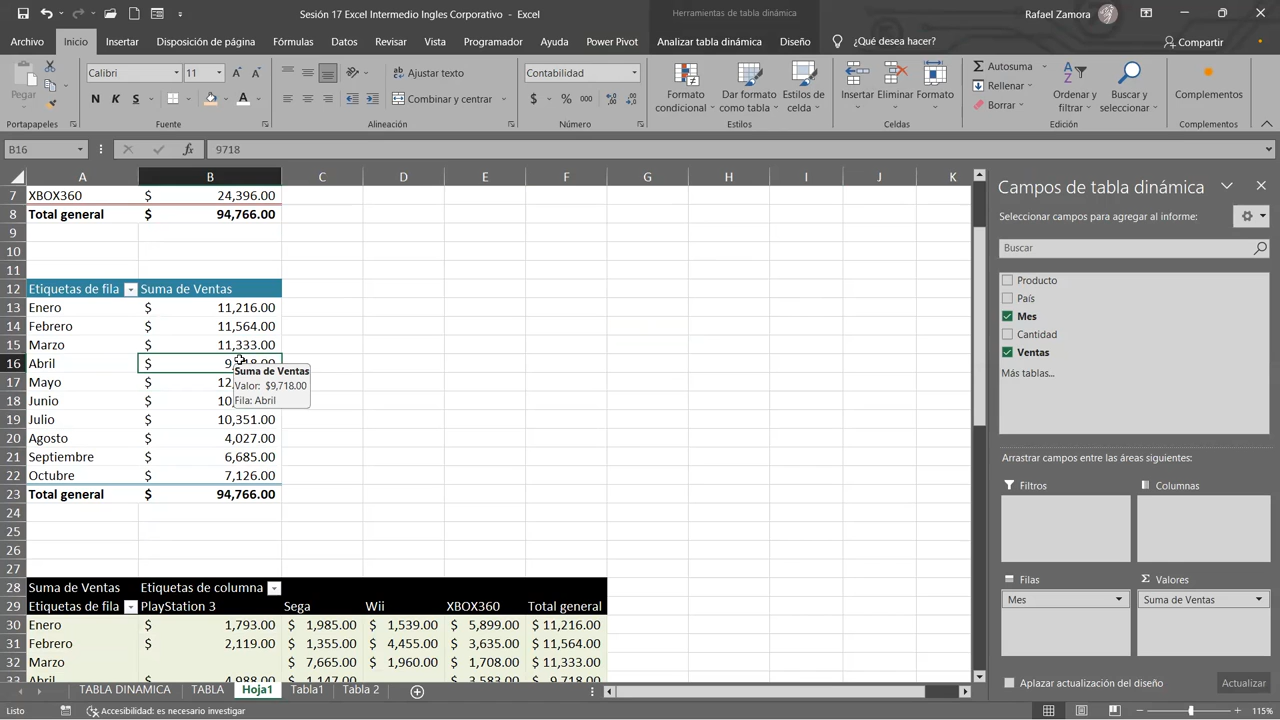 Sesión 17 Excel Intermedio Ingles Corporativo - Excel
Herramientas de tabla dinámica
Rafael Zamora
Archivo Inicio Insertar Disposición de página Fórmulas Datos Revisar Vista Programador Ayuda Power Pivot Analizar tabla dinámica Diseño ¿Qué desea hacer? Compartir
Pegar
Calibri 11
N K S
Ajustar texto
Combinar y centrar
Contabilidad
$ % 000
Formato condicional
Dar formato como tabla
Estilos de celda
Insertar Eliminar Formato
Autosuma
Rellenar
Borrar
Ordenar y filtrar
Buscar y seleccionar
Complementos
Portapapeles Fuente Alineación Número Estilos Celdas Edición Complementos
B16 fx 9718
A B C D E F G H I J K
7 XBOX360 $ 24,396.00
8 Total general $ 94,766.00
9
10
11
12 Etiquetas de fila Suma de Ventas
13 Enero $ 11,216.00
14 Febrero $ 11,564.00
15 Marzo $ 11,333.00
16 Abril $
17 Mayo $
18 Junio $
19 Julio $ 10,351.00
20 Agosto $ 4,027.00
21 Septiembre $ 6,685.00
22 Octubre $ 7,126.00
23 Total general $ 94,766.00
24
25
26
27
28 Suma de Ventas Etiquetas de columna
29 Etiquetas de fila PlayStation 3 Sega Wii XBOX360 Total general
30 Enero $ 1,793.00 $ 1,985.00 $ 1,539.00 $ 5,899.00 $ 11,216.00
31 Febrero $ 2,119.00 $ 1,355.00 $ 4,455.00 $ 3,635.00 $ 11,564.00
32 Marzo $ 7,665.00 $ 1,960.00 $ 1,708.00 $ 11,333.00
33 Abril $ 4,988.00 $ 1,147.00 $ 3,583.00 $ 9,718.00
Suma de Ventas
Valor: $9,718.00
Fila: Abril
Campos de tabla dinámica
Seleccionar campos para agregar al informe:
Buscar
Producto
País
Mes
Cantidad
Ventas
Más tablas...
Arrastrar campos entre las áreas siguientes:
Filtros Columnas
Filas Σ Valores
Mes Suma de Ventas
Aplazar actualización del diseño Actualizar
TABLA DINAMICA TABLA Hoja1 Tabla1 Tabla 2
Listo Accesibilidad: es necesario investigar 115%